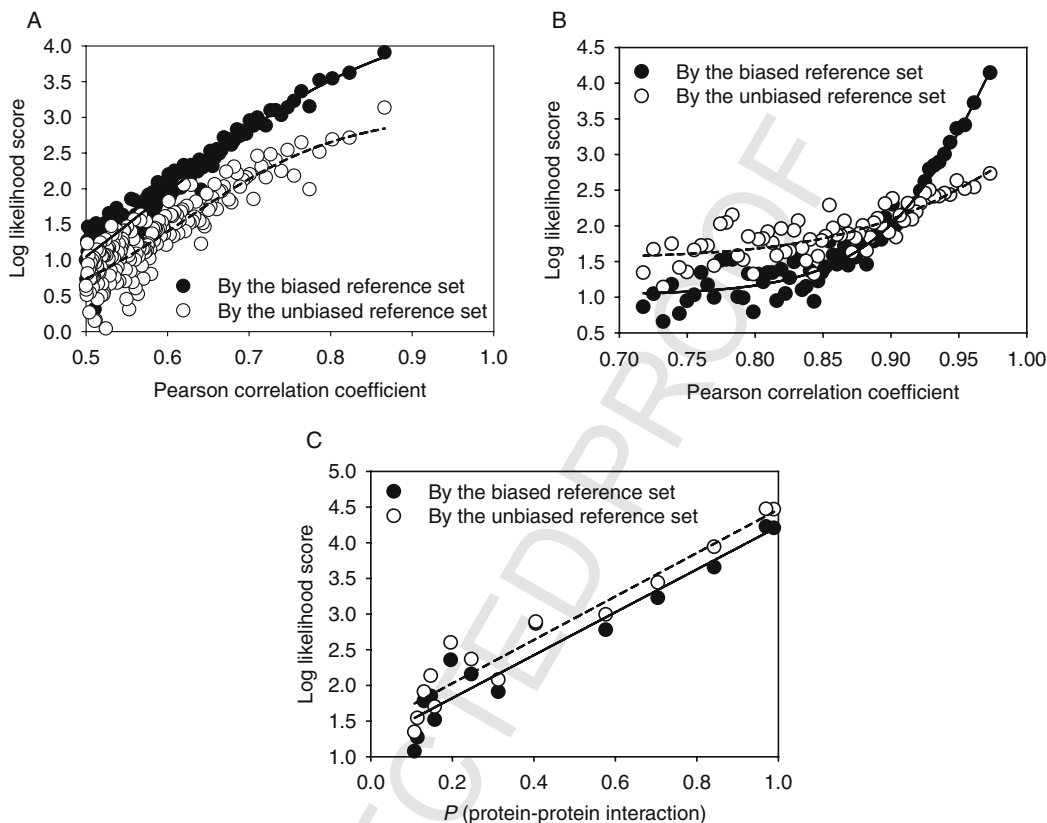 A
Log likelihood score
4.0
3.5
3.0
2.5
2.0
1.5
1.0
0.5
0.0
By the biased reference set
By the unbiased reference set
0.5 0.6 0.7 0.8 0.9 1.0
Pearson correlation coefficient
B
Log likelihood score
4.5
4.0
3.5
3.0
2.5
2.0
1.5
1.0
0.5
By the biased reference set
By the unbiased reference set
0.70 0.75 0.80 0.85 0.90 0.95 1.00
Pearson correlation coefficient
C
Log likelihood score
5.0
4.5
4.0
3.5
3.0
2.5
2.0
1.5
1.0
By the biased reference set
By the unbiased reference set
0.0 0.2 0.4 0.6 0.8 1.0
P (protein-protein interaction)
CTED PROOF